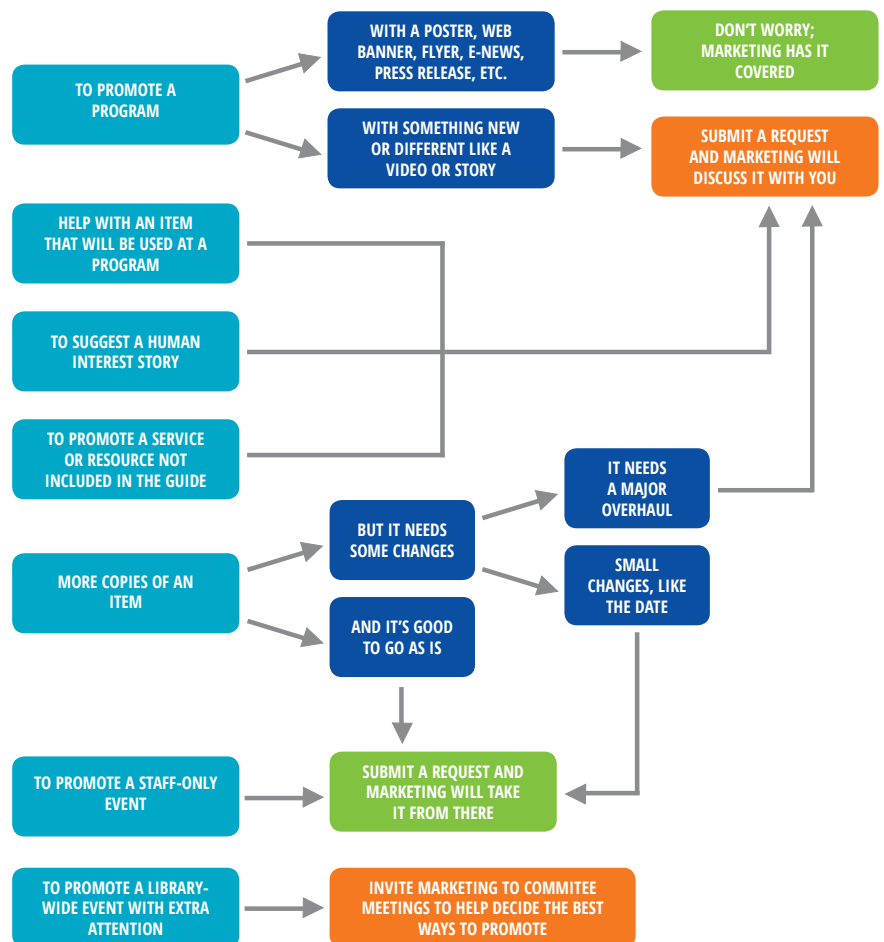 TO PROMOTE A
PROGRAM
WITH A POSTER, WEB
BANNER, FLYER, E-NEWS,
PRESS RELEASE, ETC.
DON'T WORRY;
MARKETING HAS IT
COVERED
WITH SOMETHING NEW
OR DIFFERENT LIKE A
VIDEO OR STORY
SUBMIT A REQUEST
AND MARKETING WILL
DISCUSS IT WITH YOU
HELP WITH AN ITEM
THAT WILL BE USED AT A
PROGRAM
TO SUGGEST A HUMAN
INTEREST STORY
TO PROMOTE A SERVICE
OR RESOURCE NOT
INCLUDED IN THE GUIDE
MORE COPIES OF AN
ITEM
BUT IT NEEDS
SOME CHANGES
IT NEEDS
A MAJOR
OVERHAUL
SMALL
CHANGES, LIKE
THE DATE
AND IT'S GOOD
TO GO AS IS
TO PROMOTE A STAFF-ONLY
EVENT
SUBMIT A REQUEST AND
MARKETING WILL TAKE
IT FROM THERE
TO PROMOTE A LIBRARY-
WIDE EVENT WITH EXTRA
ATTENTION
INVITE MARKETING TO COMMITEE
MEETINGS TO HELP DECIDE THE BEST
WAYS TO PROMOTE